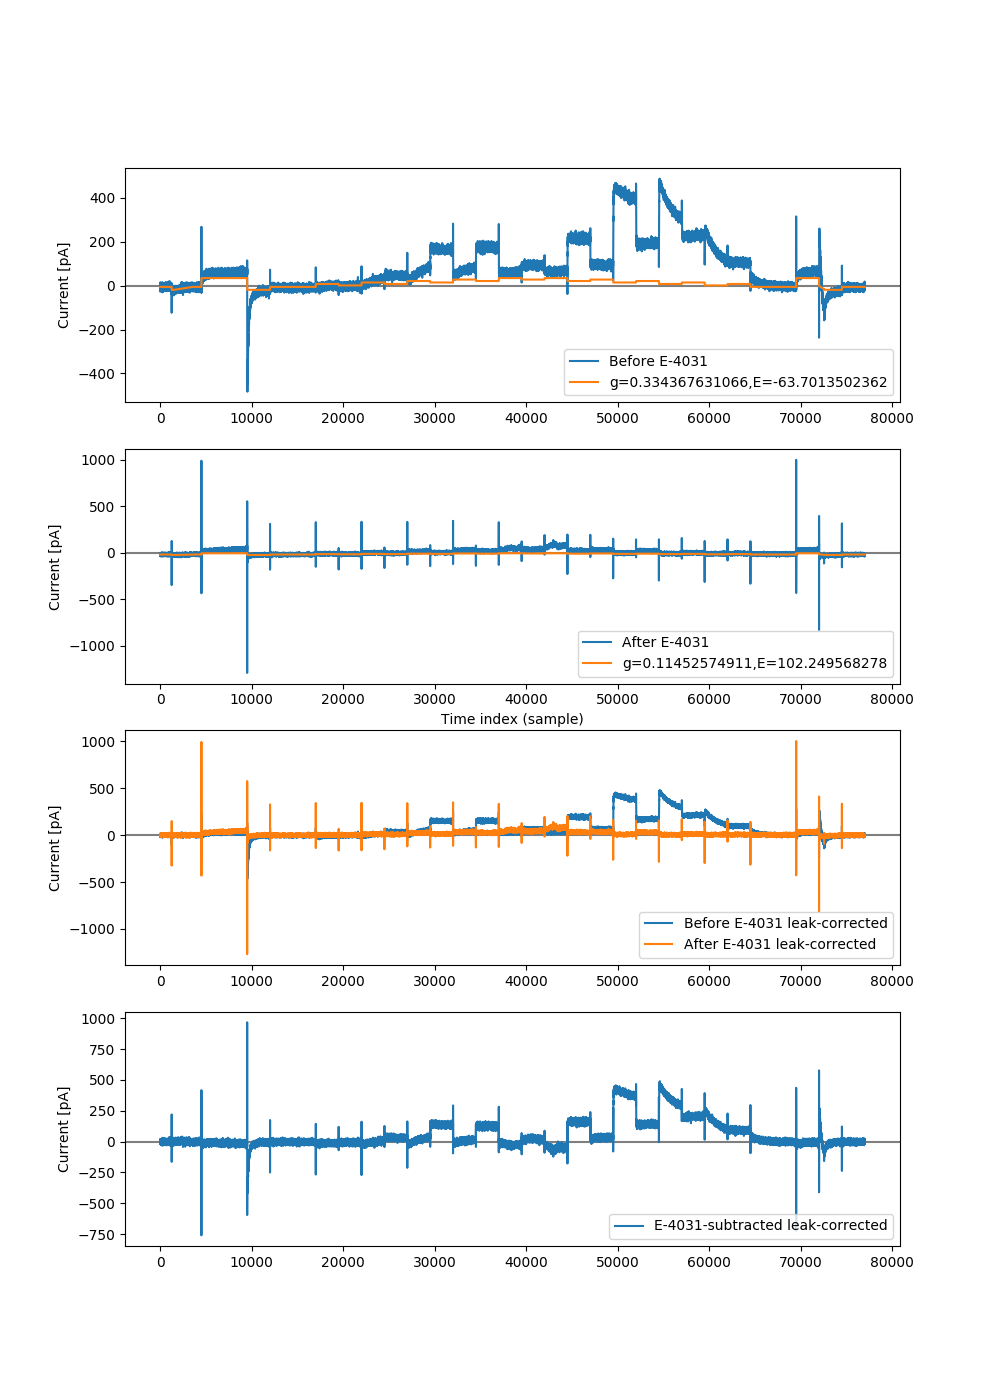 400
200
0
−200
−400
Current [pA]
Before E-4031
g=0.334367631066,E=-63.7013502362
0 10000 20000 30000 40000 50000 60000 70000 80000
1000
500
0
−500
−1000
Current [pA]
After E-4031
g=0.11452574911,E=102.249568278
0 10000 20000 30000 40000 50000 60000 70000 80000
Time index (sample)
1000
500
0
−500
−1000
Current [pA]
Before E-4031 leak-corrected
After E-4031 leak-corrected
0 10000 20000 30000 40000 50000 60000 70000 80000
1000
750
500
250
0
−250
−500
−750
Current [pA]
E-4031-subtracted leak-corrected
0 10000 20000 30000 40000 50000 60000 70000 80000